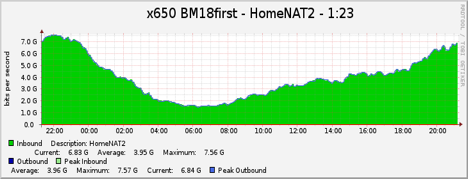 x650 BM18first - HomeNAT2 - 1:23
RRDTOOL / TOBI OETIKER
bits per second
7.0 G
6.0 G
5.0 G
4.0 G
3.0 G
2.0 G
1.0 G
0.0
22:00 00:00 02:00 04:00 06:00 08:00 10:00 12:00 14:00 16:00 18:00 20:00
Inbound Description: HomeNAT2
Current: 6.83 G Average: 3.95 G Maximum: 7.56 G
Outbound Peak Inbound
Average: 3.96 G Maximum: 7.57 G Current: 6.84 G Peak Outbound